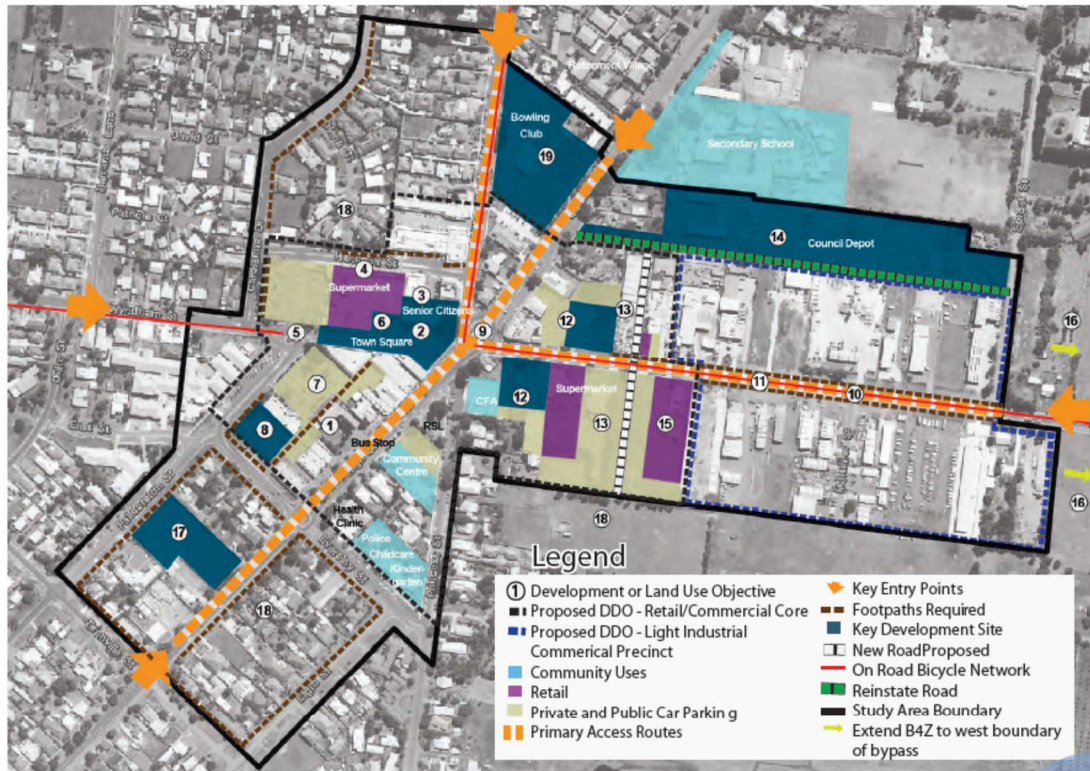 Retirement Village
Bowling
Club
19
Secondary School
18
14
Council Depot
4
Supermarket
3
Senior Citizens
6
2
Town Square
5
9
12
13
16
7
11
10
1
8
CFA
12
Supermarket
13
15
RSL
Bus Stop
Community
Centre
16
17
Health
Clinic
Police
Childcare
Kinder-
garten
18
18
Legend
1 Development or Land Use Objective
Proposed DDO - Retail/Commercial Core
Proposed DDO - Light Industrial
Commerical Precinct
Community Uses
Retail
Private and Public Car Parking
Primary Access Routes
Key Entry Points
Footpaths Required
Key Development Site
New RoadProposed
On Road Bicycle Network
Reinstate Road
Study Area Boundary
Extend B4Z to west boundary
of bypass